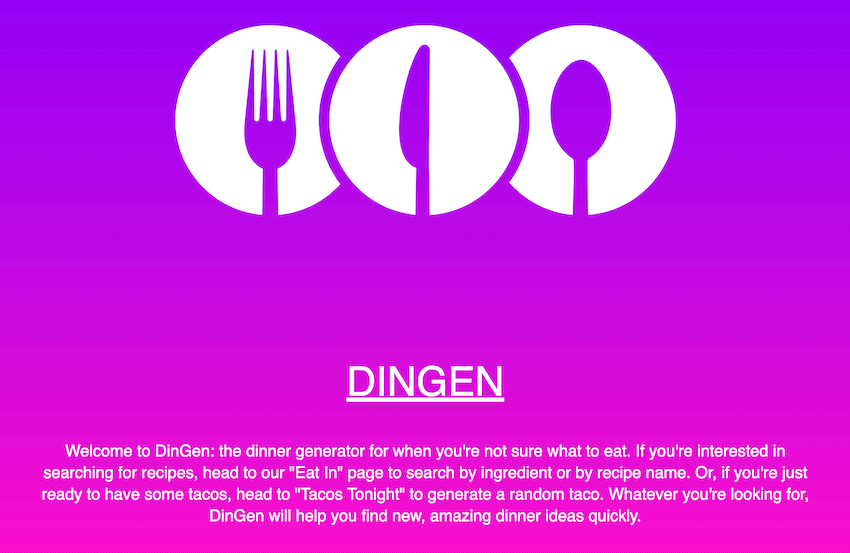 DINGEN
Welcome to DinGen: the dinner generator for when you're not sure what to eat. If you're interested in
searching for recipes, head to our "Eat In" page to search by ingredient or by recipe name. Or, if you're just
ready to have some tacos, head to "Tacos Tonight" to generate a random taco. Whatever you're looking for,
DinGen will help you find new, amazing dinner ideas quickly.